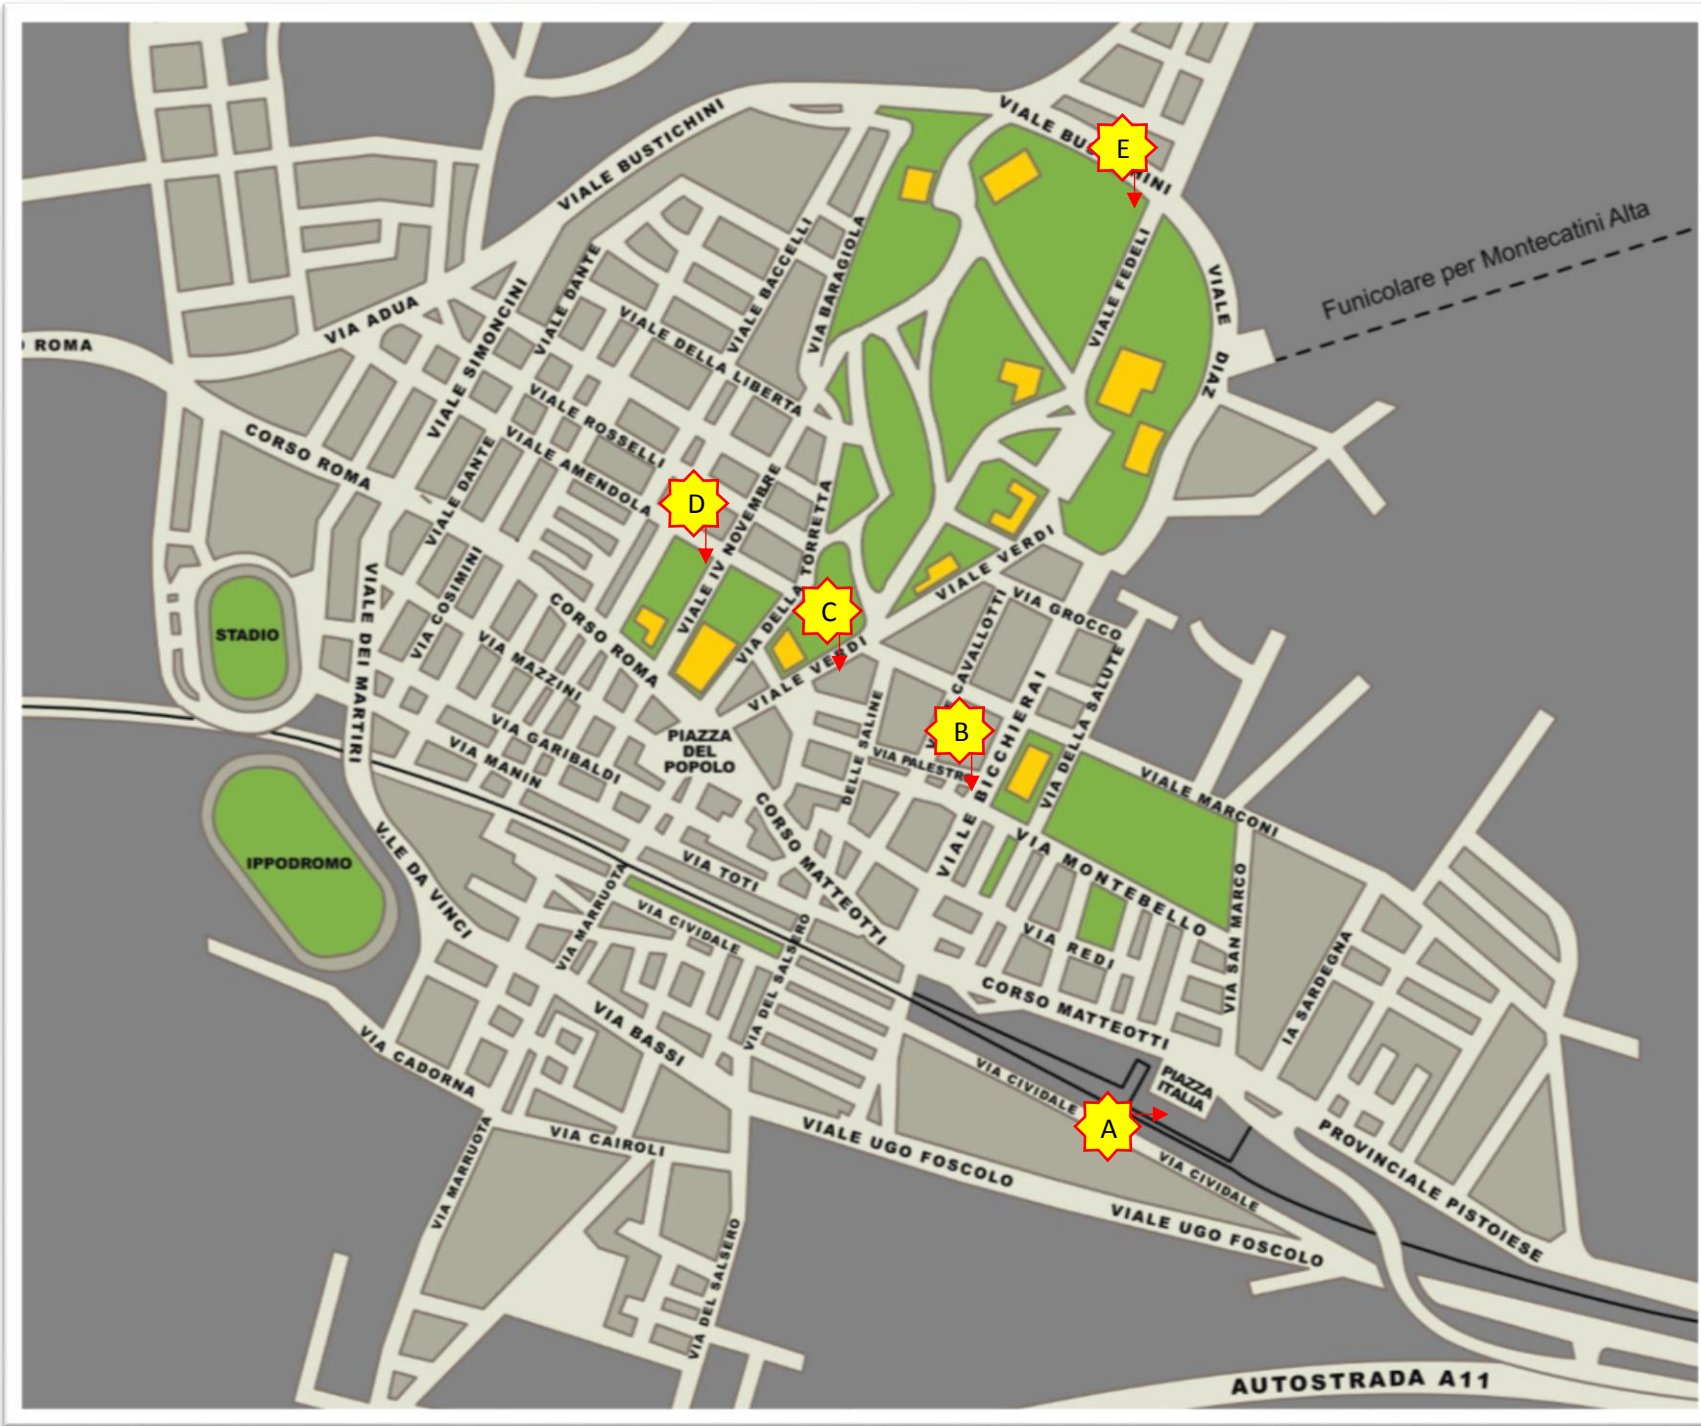 VIALE BUSTICHINI
VIALE BUS
INI
E
Funicolare per Montecatini Alta
VIALE BACCELLI
VIA BARAGIOLA
VIALE FEDELI
VIALE
DIAZ
VIALE DANTE
VIALE SIMONCINI
VIA ADUA
ROMA
VIALE DELLA LIBERTA
VIALE ROSSELLI
VIALE AMENDOLA
CORSO ROMA
VIALE DANTE
D
VIALE IV NOVEMBRE
VIA DELLA TORRETTA
VIALE VERDI
C
VIALE VERDI
VIA GROCCO
CAVALLOTTI
VIA DELLA SALUTE
VIALE BICCHIERAI
B
VIA PALESTR
DELLE SALINE
STADIO
VIALE DEI MARTIRI
VIA COSIMINI
CORSO ROMA
VIA MAZZINI
VIA GARIBALDI
VIA MANIN
PIAZZA
DEL
POPOLO
VIALE MARCONI
IPPODROMO
V.LE DA VINCI
CORSO MATTEOTTI
VIA TOTI
VIA MONTEBELLO
VIA MARRUOTA
VIA CIVIDALE
VIA DEL SALSERO
VIA REDI
VIA SAN MARCO
IA SARDEGNA
CORSO MATTEOTTI
VIA BASSI
VIA CADORNA
VIA CIVIDALE
PIAZZA
ITALIA
A
VIA CAIROLI
VIALE UGO FOSCOLO
VIA CIVIDALE
PROVINCIALE PISTOIESE
VIA MARRUOTA
VIALE UGO FOSCOLO
VIA DEL SALSERO
AUTOSTRADA A11